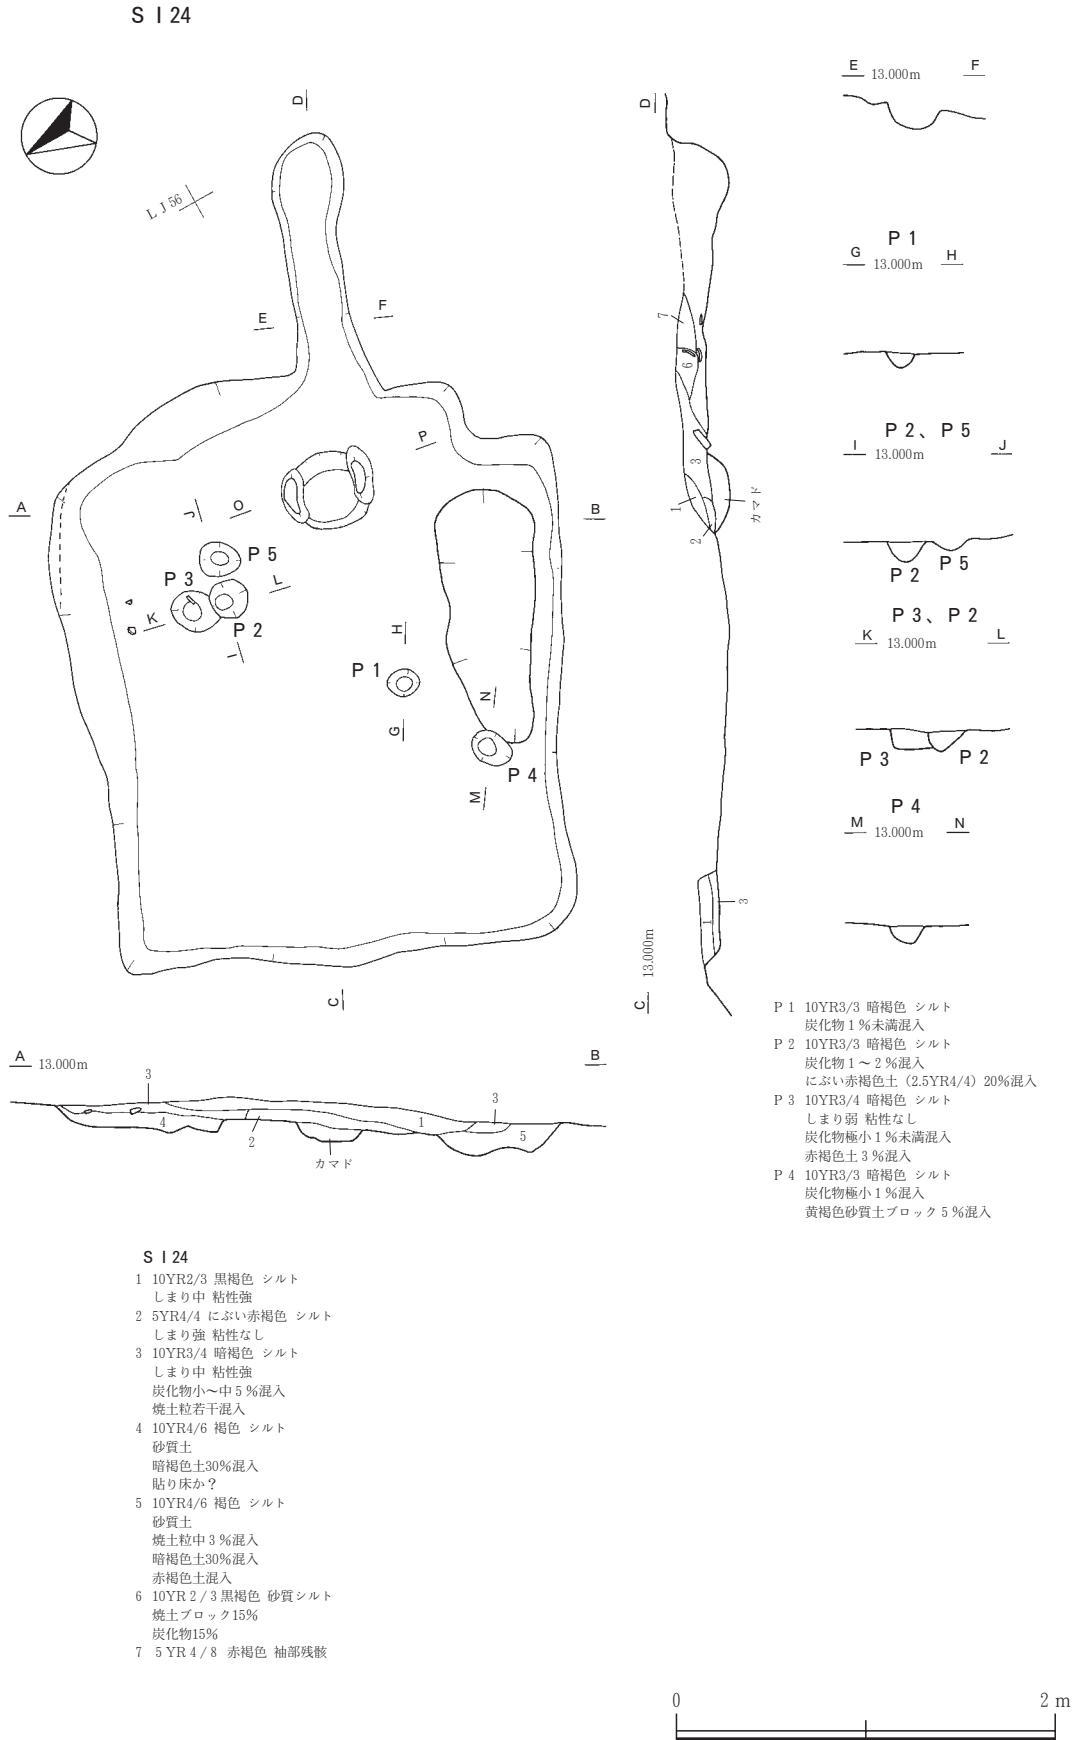 S I 24
D
L J 56
E
F
P
A
B
J
O
P 5
P 3
L
K
P 2
I
H
P 1
N
G
P 4
M
C
D
7
6
3
1
2
カマド
3
1
C 13.000m
E 13.000m F
P 1
G 13.000m H
P 2、P 5
I 13.000m J
P 2 P 5
P 3、P 2
K 13.000m L
P 3 P 2
P 4
M 13.000m N
A 13.000m
B
3
3
4
2
1
5
カマド
P 1 10YR3/3 暗褐色 シルト
炭化物1%未満混入
P 2 10YR3/3 暗褐色 シルト
炭化物1～2%混入
にぶい赤褐色土（2.5YR4/4）20%混入
P 3 10YR3/4 暗褐色 シルト
しまり弱 粘性なし
炭化物極小1%未満混入
赤褐色土3%混入
P 4 10YR3/3 暗褐色 シルト
炭化物極小1%混入
黄褐色砂質土ブロック5%混入
S I 24
1 10YR2/3 黒褐色 シルト
しまり中 粘性強
2 5YR4/4 にぶい赤褐色 シルト
しまり強 粘性なし
3 10YR3/4 暗褐色 シルト
しまり中 粘性強
炭化物小～中5%混入
焼土粒若干混入
4 10YR4/6 褐色 シルト
砂質土
暗褐色土30%混入
貼り床か？
5 10YR4/6 褐色 シルト
砂質土
焼土粒中3%混入
暗褐色土30%混入
赤褐色土混入
6 10YR 2 / 3 黒褐色 砂質シルト
焼土ブロック15%
炭化物15%
7 5 YR 4 / 8 赤褐色 袖部残骸
0 2 m